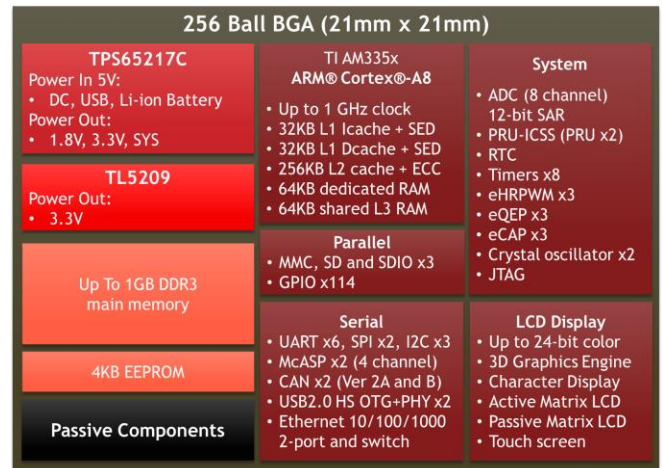 256 Ball BGA (21mm x 21mm)
TPS65217C
Power In 5V:
• DC, USB, Li-ion Battery
Power Out:
• 1.8V, 3.3V, SYS
TL5209
Power Out:
• 3.3V
Up To 1GB DDR3
main memory
4KB EEPROM
Passive Components
TI AM335x
ARM® Cortex®-A8
• Up to 1 GHz clock
• 32KB L1 Icache + SED
• 32KB L1 Dcache + SED
• 256KB L2 cache + ECC
• 64KB dedicated RAM
• 64KB shared L3 RAM
Parallel
• MMC, SD and SDIO x3
• GPIO x114
Serial
• UART x6, SPI x2, I2C x3
• McASP x2 (4 channel)
• CAN x2 (Ver 2A and B)
• USB2.0 HS OTG+PHY x2
• Ethernet 10/100/1000
2-port and switch
System
• ADC (8 channel)
12-bit SAR
• PRU-ICSS (PRU x2)
• RTC
• Timers x8
• eHRPWM x3
• eQEP x3
• eCAP x3
• Crystal oscillator x2
• JTAG
LCD Display
• Up to 24-bit color
• 3D Graphics Engine
• Character Display
• Active Matrix LCD
• Passive Matrix LCD
• Touch screen